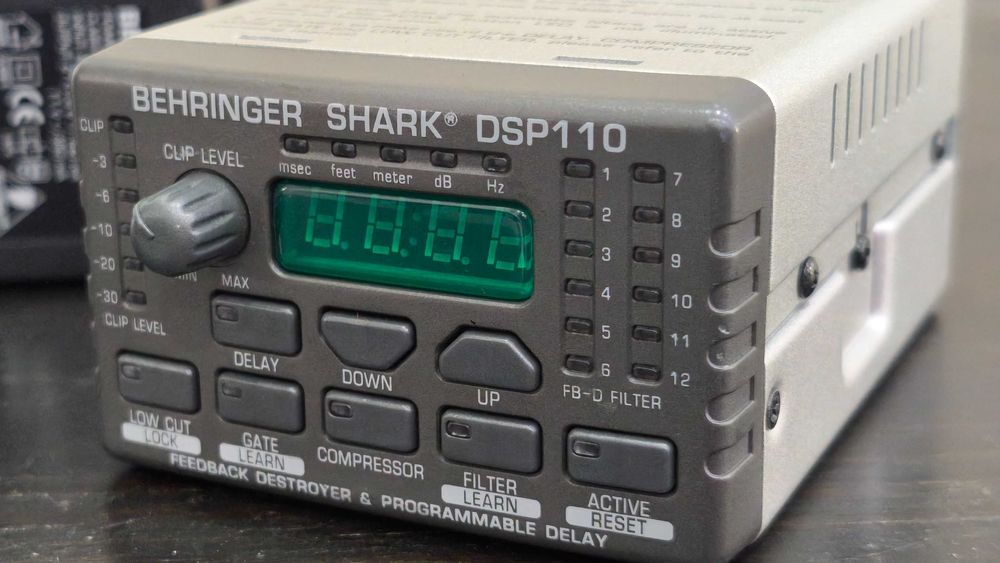 BEHRINGER SHARK® DSP110
CLIP
-3
-6
-10
-20
-30
CLIP LEVEL
CLIP LEVEL
MIN
MAX
msec feet meter dB Hz
1 7
2 8
3 9
4 10
5 11
6 12
FB-D FILTER
DELAY
DOWN
UP
LOW CUT
LOCK
GATE
LEARN
COMPRESSOR
FILTER
LEARN
ACTIVE
RESET
FEEDBACK DESTROYER & PROGRAMMABLE DELAY